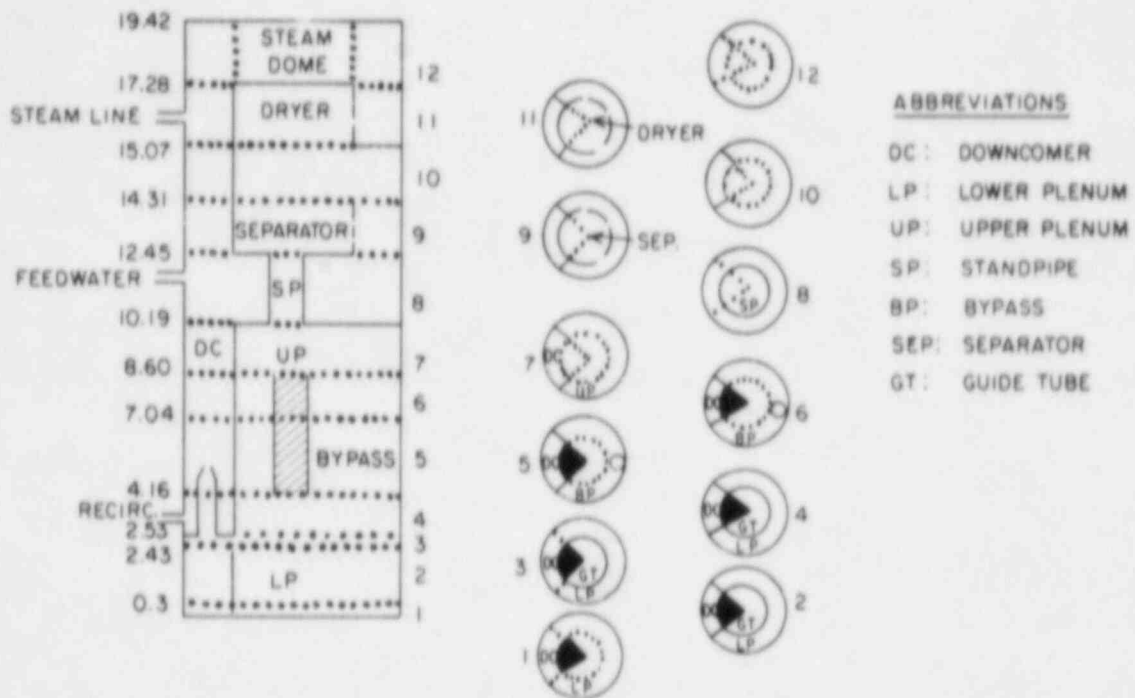 19.42
STEAM
DOME
12
17.28
STEAM LINE
DRYER
11
15.07
10
14.31
SEPARATOR
9
12.45
FEEDWATER
SP
8
10.19
DC
UP
7
8.60
6
7.04
BYPASS
5
4.16
RECIRC.
4
2.53
3
2.43
LP
2
0.3
1
11
DRYER
9
SEP.
7
DC
UP
5
DC
BP
3
DC
GT
LP
1
DC
LP
12
10
8
SP
6
DC
BP
4
DC
GT
LP
2
DC
GT
LP
ABBREVIATIONS
DC: DOWNCOMER
LP: LOWER PLENUM
UP: UPPER PLENUM
SP: STANDPIPE
BP: BYPASS
SEP: SEPARATOR
GT: GUIDE TUBE